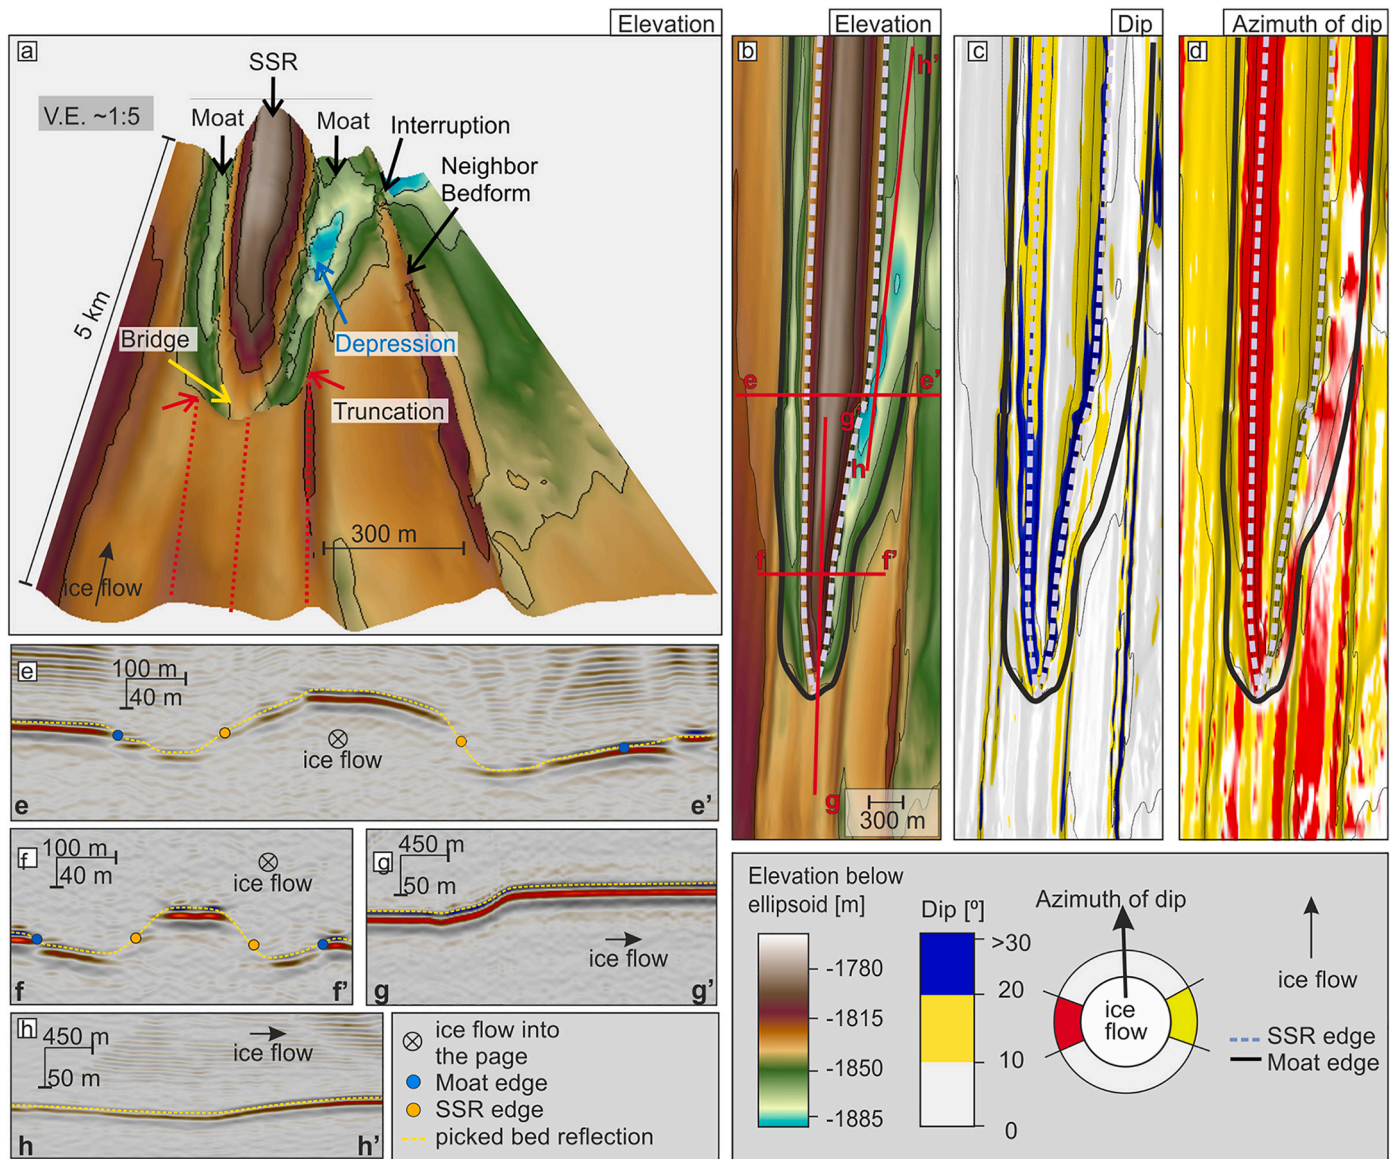 Elevation
a
SSR
V.E. ~1:5
Moat
Moat
Interruption
Neighbor
Bedform
5 km
Bridge
Depression
Truncation
300 m
ice flow
Elevation
b
h'
e
e'
g'
h
f
f'
g
300 m
Dip
c
Azimuth of dip
d
e
100 m
40 m
ice flow
e
e'
f
100 m
40 m
ice flow
f
f'
g
450 m
50 m
ice flow
g
g'
h
450 m
50 m
ice flow
h
h'
ice flow into
the page
Moat edge
SSR edge
picked bed reflection
Elevation below
ellipsoid [m]
-1780
-1815
-1850
-1885
Dip [º]
>30
20
10
0
Azimuth of dip
ice
flow
ice flow
SSR edge
Moat edge